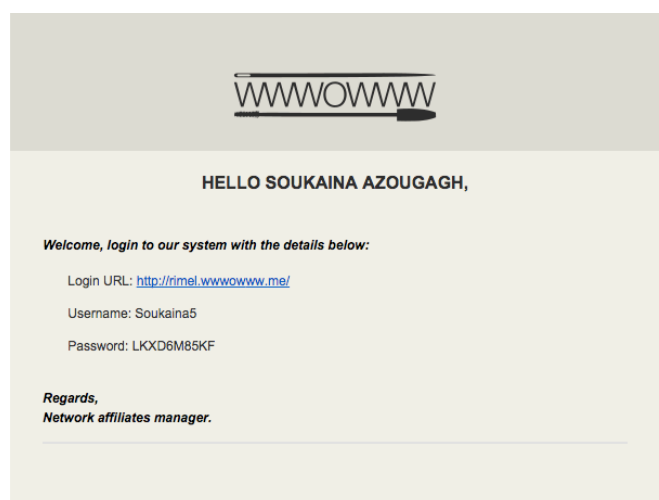 WWWOWWW
HELLO SOUKAINA AZOUGAGH,
Welcome, login to our system with the details below:
Login URL: http://rimel.wwwowww.me/
Username: Soukaina5
Password: LKXD6M85KF
Regards,
Network affiliates manager.